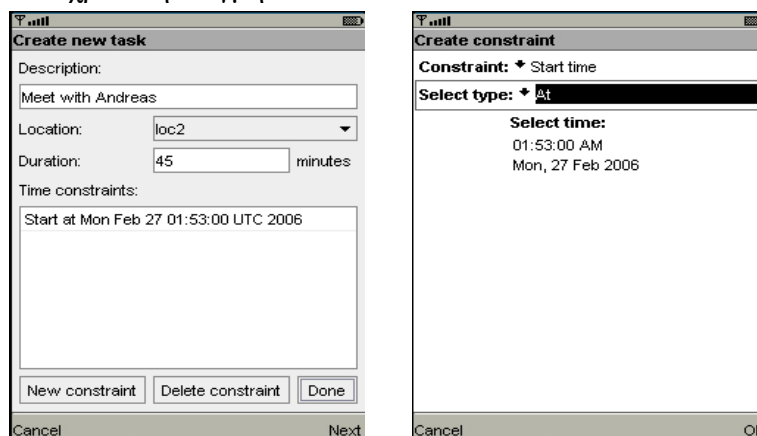 Create new task
Description:
Meet with Andreas
Location: loc2
Duration: 45 minutes
Time constraints:
Start at Mon Feb 27 01:53:00 UTC 2006
New constraint Delete constraint Done
Cancel Next
Create constraint
Constraint: Start time
Select type: At
Select time:
01:53:00 AM
Mon, 27 Feb 2006
Cancel